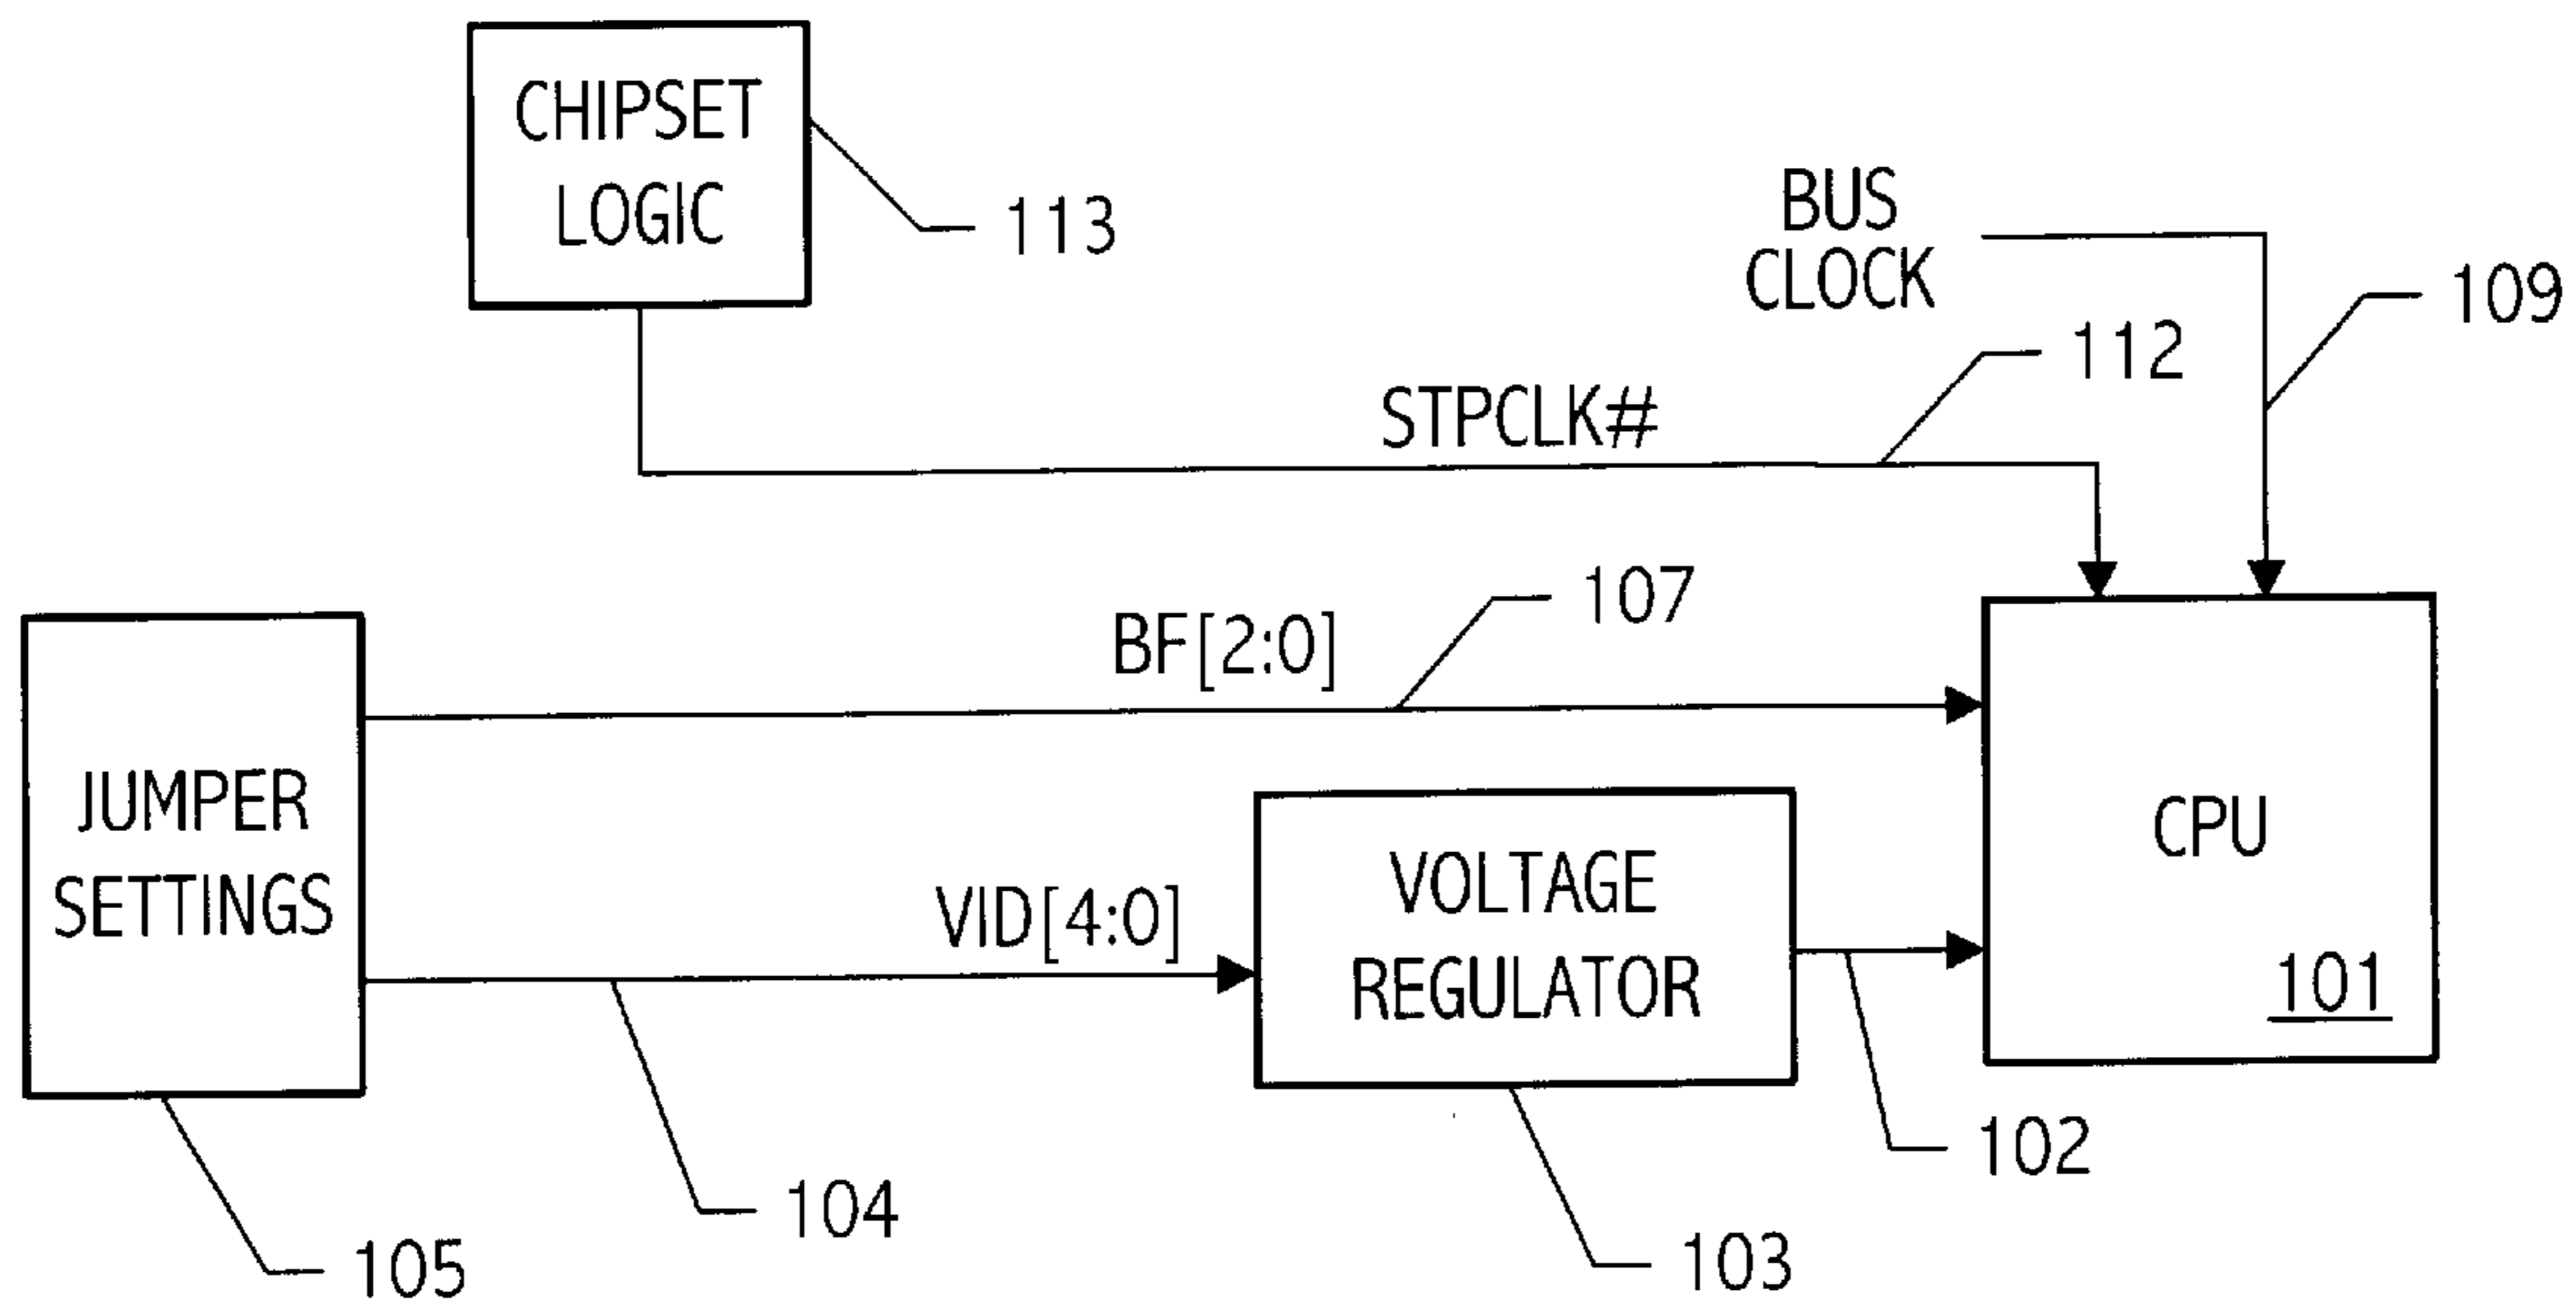 CHIPSET
LOGIC
113
BUS
CLOCK
109
112
STPCLK#
107
BF[2:0]
JUMPER
SETTINGS
VOLTAGE
REGULATOR
CPU
101
VID[4:0]
102
104
103
105